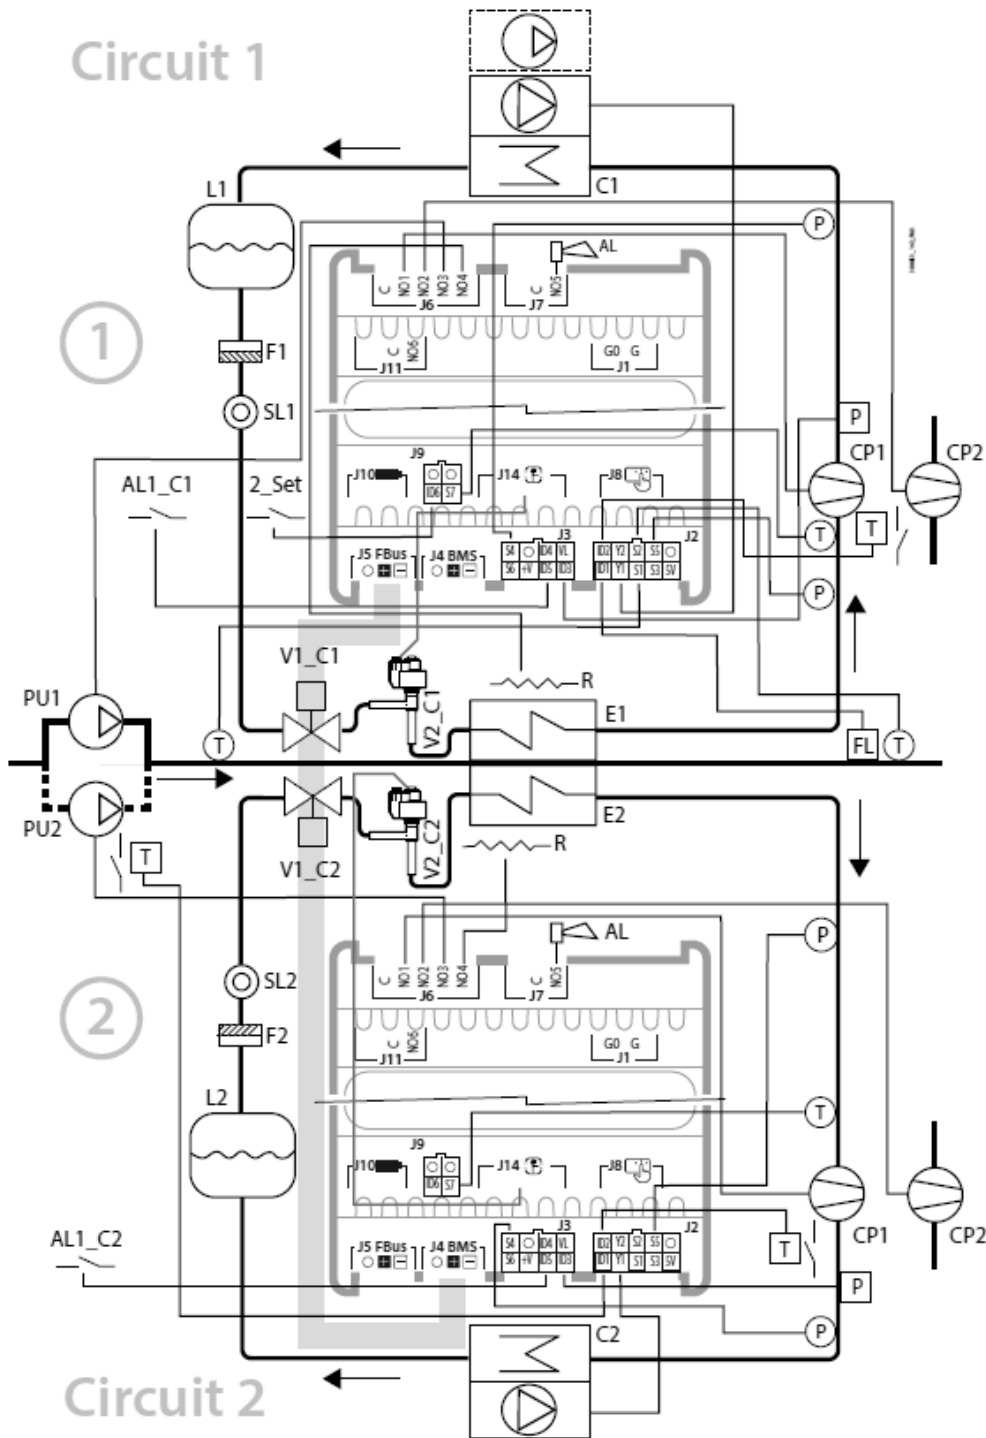 Circuit 1
C1
L1
P
AL
C NO1 NO2 NO3 NO4
J6
C NO5
J7
1
F1
C NO6
J11
G0 G
J1
SL1
P
CP1
CP2
J9
J10
ID6 S7
J14
J8
AL1_C1
2_Set
T
T
J5 FBus
J4 BMS
J3
J2
S4 ID4 VL
S6 +V ID5 ID3
ID2 Y2 S2 S5
ID1 Y1 S1 S3 5V
P
V1_C1
V2_C1
R
PU1
E1
T
FL
T
PU2
V1_C2
V2_C2
E2
T
R
AL
P
C NO1 NO2 NO3 NO4
J6
C NO5
J7
SL2
2
F2
C NO6
J11
G0 G
J1
L2
T
J9
J10
ID6 S7
J14
J8
CP1
CP2
AL1_C2
J5 FBus
J4 BMS
J3
J2
S4 ID4 VL
S6 +V ID5 ID3
ID2 Y2 S2 S5
ID1 Y1 S1 S3 5V
T
P
C2
P
Circuit 2